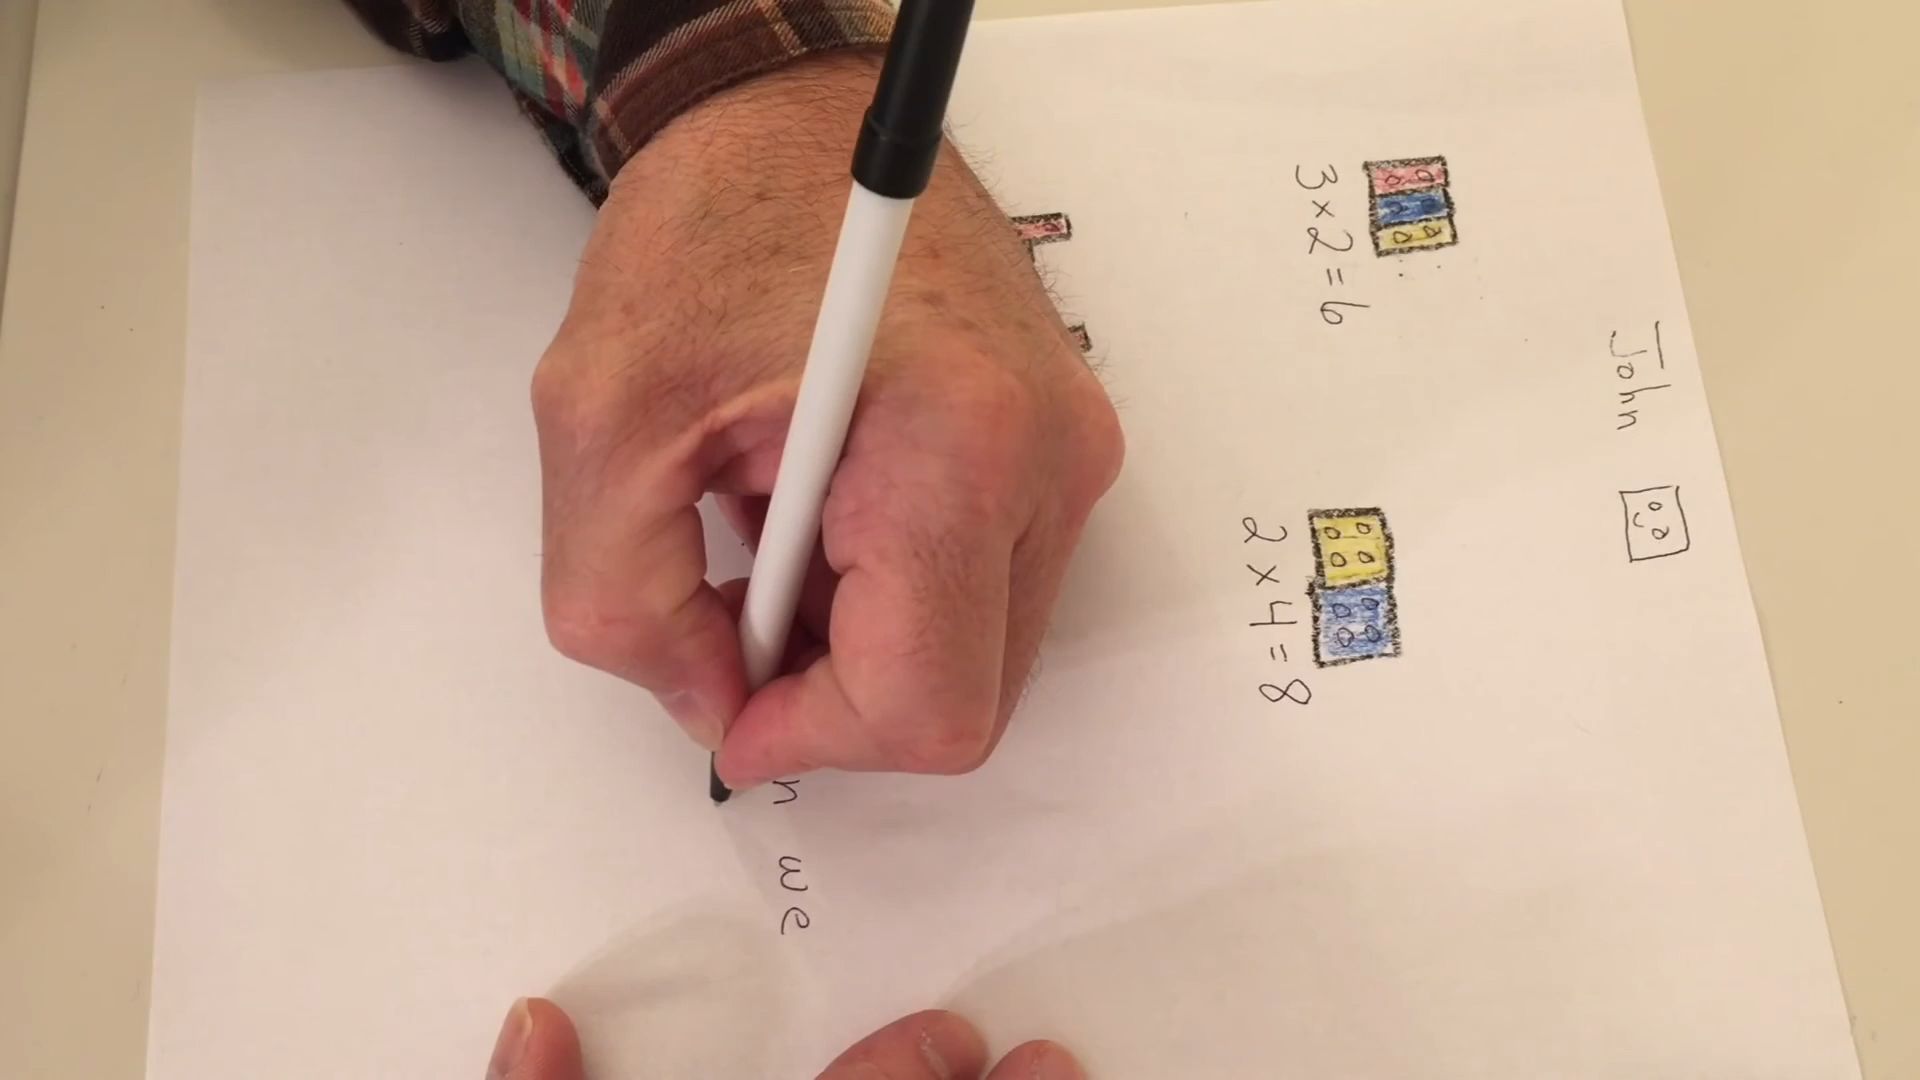 John
3 x 2 = 6
2 x 4 = 8
we